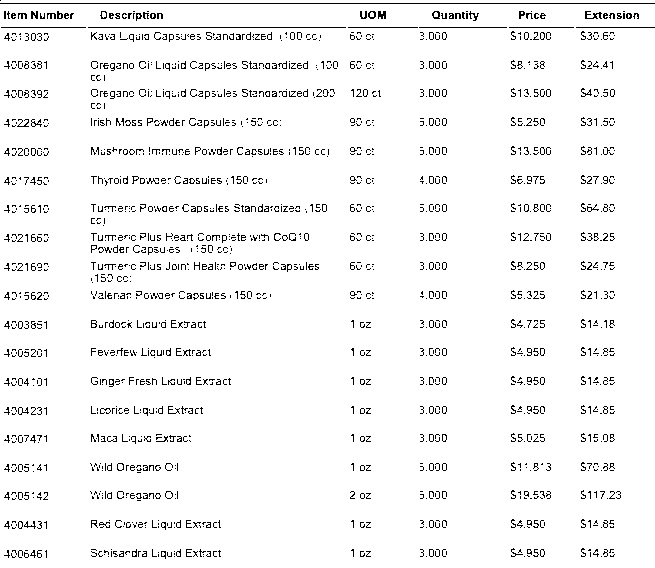 Item Number Description UOM Quantity Price Extension
4013030 Kava Liquid Capsules Standardized (100 cc) 60 ct 3.000 $10.200 $30.60
4008381 Oregano Oil Liquid Capsules Standardized (100 60 ct 3.000 $8.138 $24.41
cc)
4008392 Oregano Oil Liquid Capsules Standardized (200 120 ct 3.000 $13.500 $40.50
cc)
4022840 Irish Moss Powder Capsules (150 cc) 90 ct 6.000 $5.250 $31.50
Mushroom Immune Powder Capsules (150 cc) 90 ct 6.000 $13.500 $81.00
4017450 Thyroid Powder Capsules (150 cc) 90 ct 4.000 $6.975 $27.90
4015610 Turmeric Powder Capsules Standardized (150 60 ct 6.000 $10.800 $64.80
cc)
4021660 Turmeric Plus Heart Complete with CoQ10 60 ct 3.000 $12.750 $38.25
Powder Capsules (150 cc)
4021690 Turmeric Plus Joint Health Powder Capsules 60 ct 3.000 $8.250 $24.75
(150 cc)
4015620 Valerian Powder Capsules (150 cc) 90 ct 4.000 $5.325 $21.30
4003851 Burdock Liquid Extract 1 oz 3.000 $4.725 $14.18
4005201 Feverfew Liquid Extract 1 oz 3.000 $4.950 $14.85
4004101 Ginger Fresh Liquid Extract 1 oz 3.000 $4.950 $14.85
4004231 Licorice Liquid Extract 1 oz 3.000 $4.950 $14.85
4007471 Maca Liquid Extract 1 oz 3.000 $5.025 $15.08
4005141 Wild Oregano Oil 1 oz 6.000 $11.813 $70.88
4005142 Wild Oregano Oil 2 oz 6.000 $19.538 $117.23
4004431 Red Clover Liquid Extract 1 oz 3.000 $4.950 $14.85
4006461 Schisandra Liquid Extract 1 oz 3.000 $4.950 $14.85